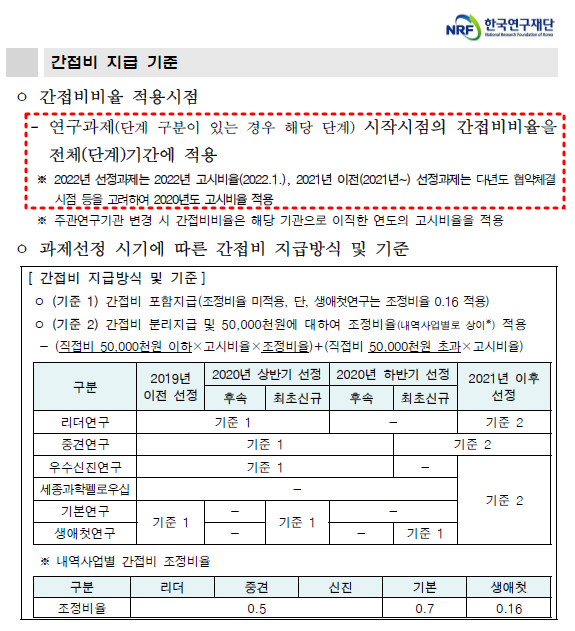 NRF 한국연구재단
National Research Foundation of Korea
간접비 지급 기준
ㅇ 간접비비율 적용시점
- 연구과제(단계 구분이 있는 경우 해당 단계) 시작시점의 간접비비율을
전체(단계)기간에 적용
※ 2022년 선정과제는 2022년 고시비율(2022.1.), 2021년 이전(2021년~) 선정과제는 다년도 협약체결
시점 등을 고려하여 2020년도 고시비율 적용
※ 주관연구기관 변경 시 간접비비율은 해당 기관으로 이직한 연도의 고시비율을 적용
ㅇ 과제선정 시기에 따른 간접비 지급방식 및 기준
[ 간접비 지급방식 및 기준 ]
ㅇ (기준 1) 간접비 포함지급(조정비율 미적용, 단, 생애첫연구는 조정비율 0.16 적용)
ㅇ (기준 2) 간접비 분리지급 및 50,000천원에 대하여 조정비율(내역사업별로 상이*) 적용
- (직접비 50,000천원 이하×고시비율×조정비율)+(직접비 50,000천원 초과×고시비율)
구분 2019년 이전 선정 2020년 상반기 선정 2020년 하반기 선정 2021년 이후 선정
후속 최초신규 후속 최초신규
리더연구 기준 1 - 기준 2
중견연구 기준 1 기준 2
우수신진연구 기준 1 - 기준 2
세종과학펠로우십 -
기본연구 기준 1 - 기준 1 -
생애첫연구 - - 기준 1
※ 내역사업별 간접비 조정비율
구분 리더 중견 신진 기본 생애첫
조정비율 0.5 0.7 0.16